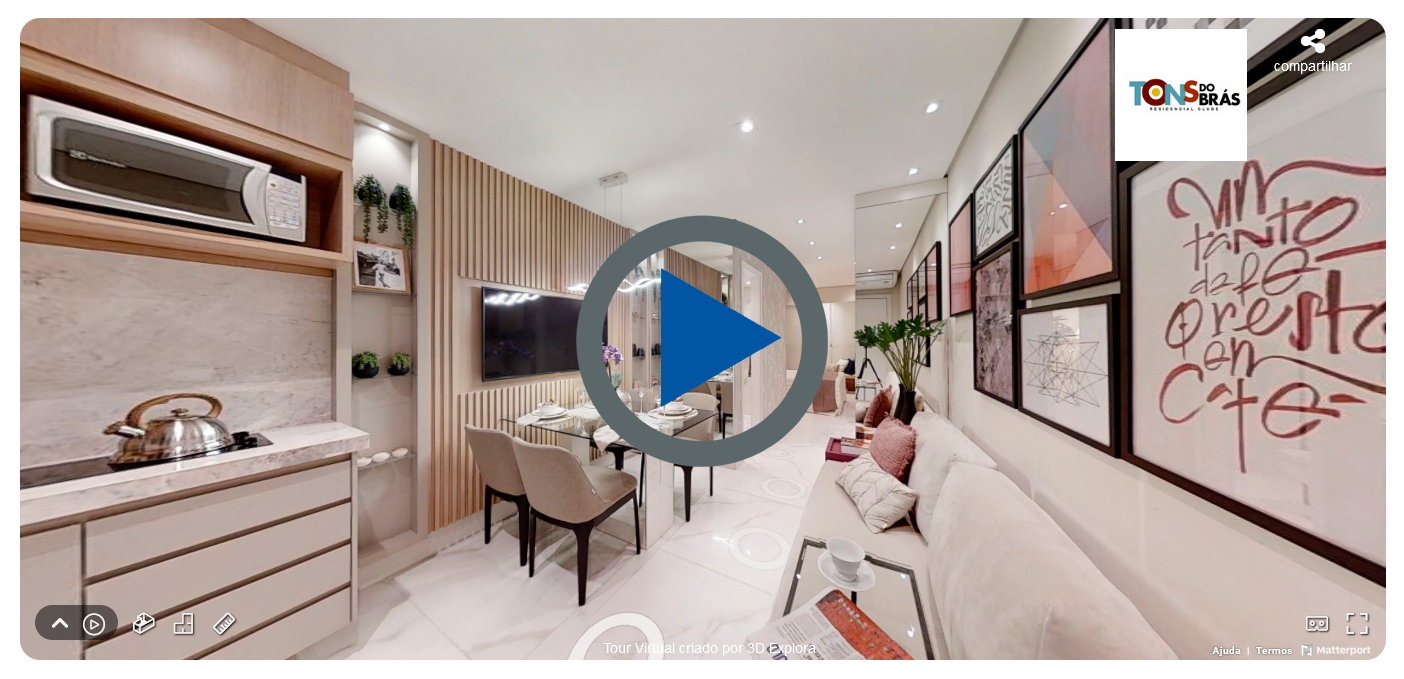 TONS DO BRÁS
RESIDENCIAL CLUBE
compartilhar
um
tanto
de fé
o resto
em
café
Tour Virtual criado por 3D Explora
Ajuda | Termos
Matterport